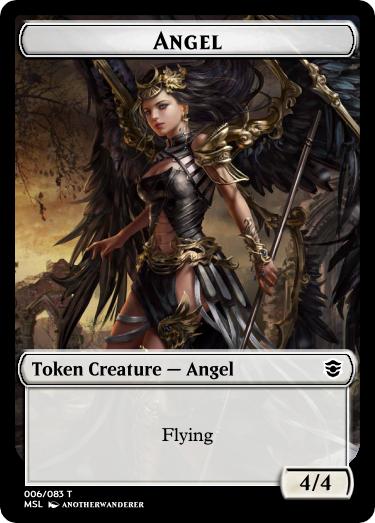 Angel
Token Creature — Angel
Flying
4/4
006/083 T
MSL ANOTHERWANDERER